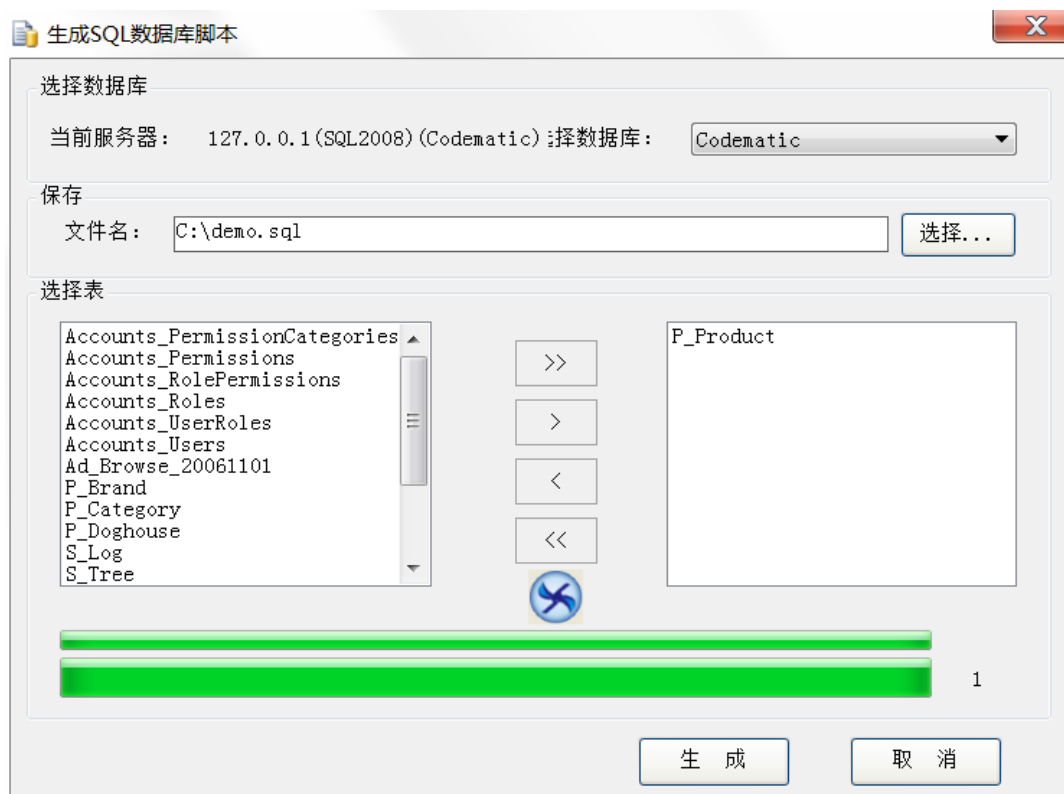 生成SQL数据库脚本
选择数据库
当前服务器： 127.0.0.1(SQL2008)(Codematic) 择数据库： Codematic
保存
文件名： C:\demo.sql 选择...
选择表
Accounts_PermissionCategories
Accounts_Permissions
Accounts_RolePermissions
Accounts_Roles
Accounts_UserRoles
Accounts_Users
Ad_Browse_20061101
P_Brand
P_Category
P_Doghouse
S_Log
S_Tree
>>
>
<
<<
P_Product
1
生 成 取 消